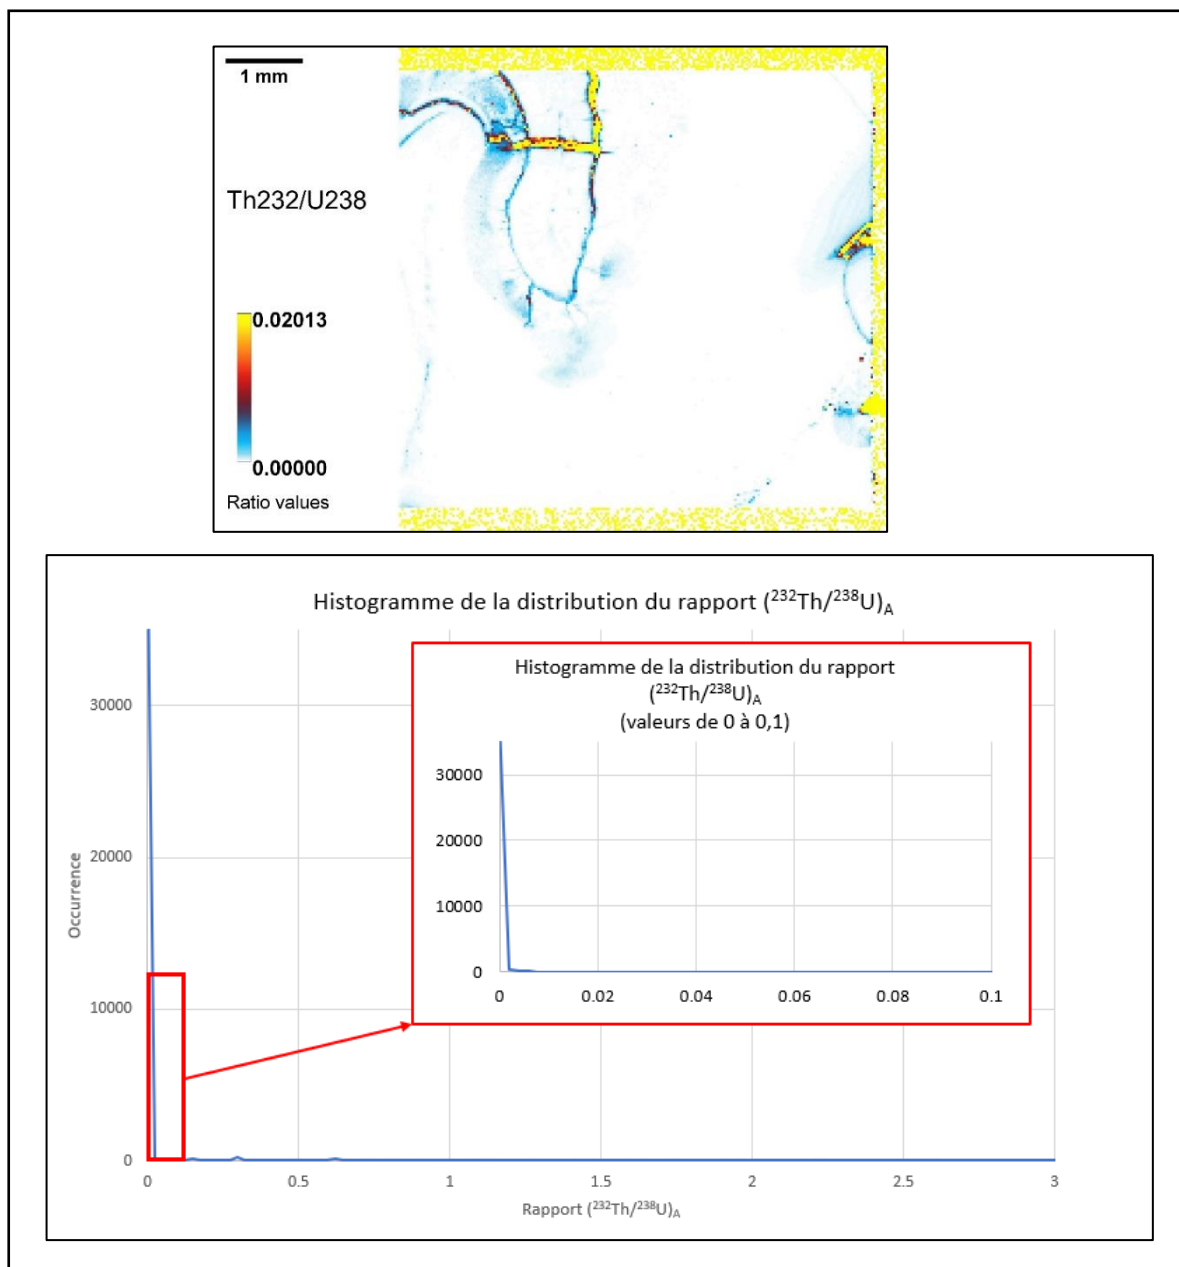 1 mm
Th232/U238
0.02013
0.00000
Ratio values
Histogramme de la distribution du rapport (²³²Th/²³⁸U)A
Histogramme de la distribution du rapport
(²³²Th/²³⁸U)A
(valeurs de 0 à 0,1)
30000
20000
10000
0
0 0.02 0.04 0.06 0.08 0.1
Occurrence
30000
20000
10000
0
0 0.5 1 1.5 2 2.5 3
Rapport (²³²Th/²³⁸U)A